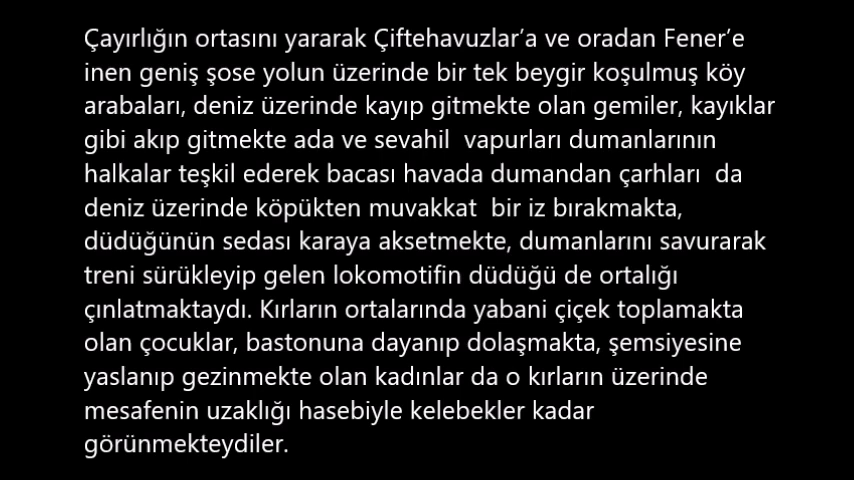 Çayırlığın ortasını yararak Çiftehavuzlar’a ve oradan Fener’e
inen geniş şose yolun üzerinde bir tek beygir koşulmuş köy
arabaları, deniz üzerinde kayıp gitmekte olan gemiler, kayıklar
gibi akıp gitmekte ada ve sevahil  vapurları dumanlarının
halkalar teşkil ederek bacası havada dumandan çarhları  da
deniz üzerinde köpükten muvakkat  bir iz bırakmakta,
düdüğünün sedası karaya aksetmekte, dumanlarını savurarak
treni sürükleyip gelen lokomotifin düdüğü de ortalığı
çınlatmaktaydı. Kırların ortalarında yabani çiçek toplamakta
olan çocuklar, bastonuna dayanıp dolaşmakta, şemsiyesine
yaslanıp gezinmekte olan kadınlar da o kırların üzerinde
mesafenin uzaklığı hasebiyle kelebekler kadar
görünmekteydiler.